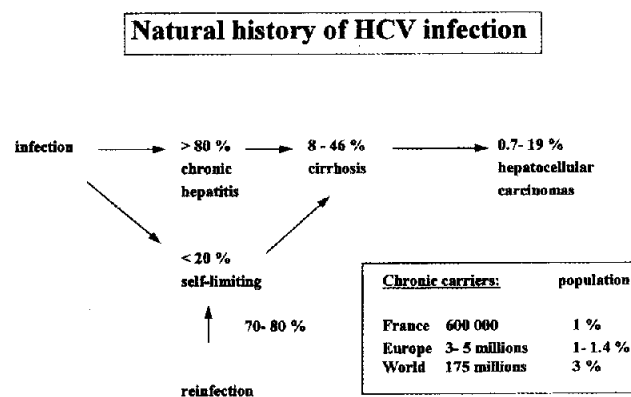 Natural history of HCV infection
infection
> 80 %
chronic
hepatitis
8 - 46 %
cirrhosis
0.7- 19 %
hepatocellular
carcinomas
< 20 %
self-limiting
70- 80 %
reinfection
Chronic carriers: population
France 600 000 1 %
Europe 3- 5 millions 1- 1.4 %
World 175 millions 3 %